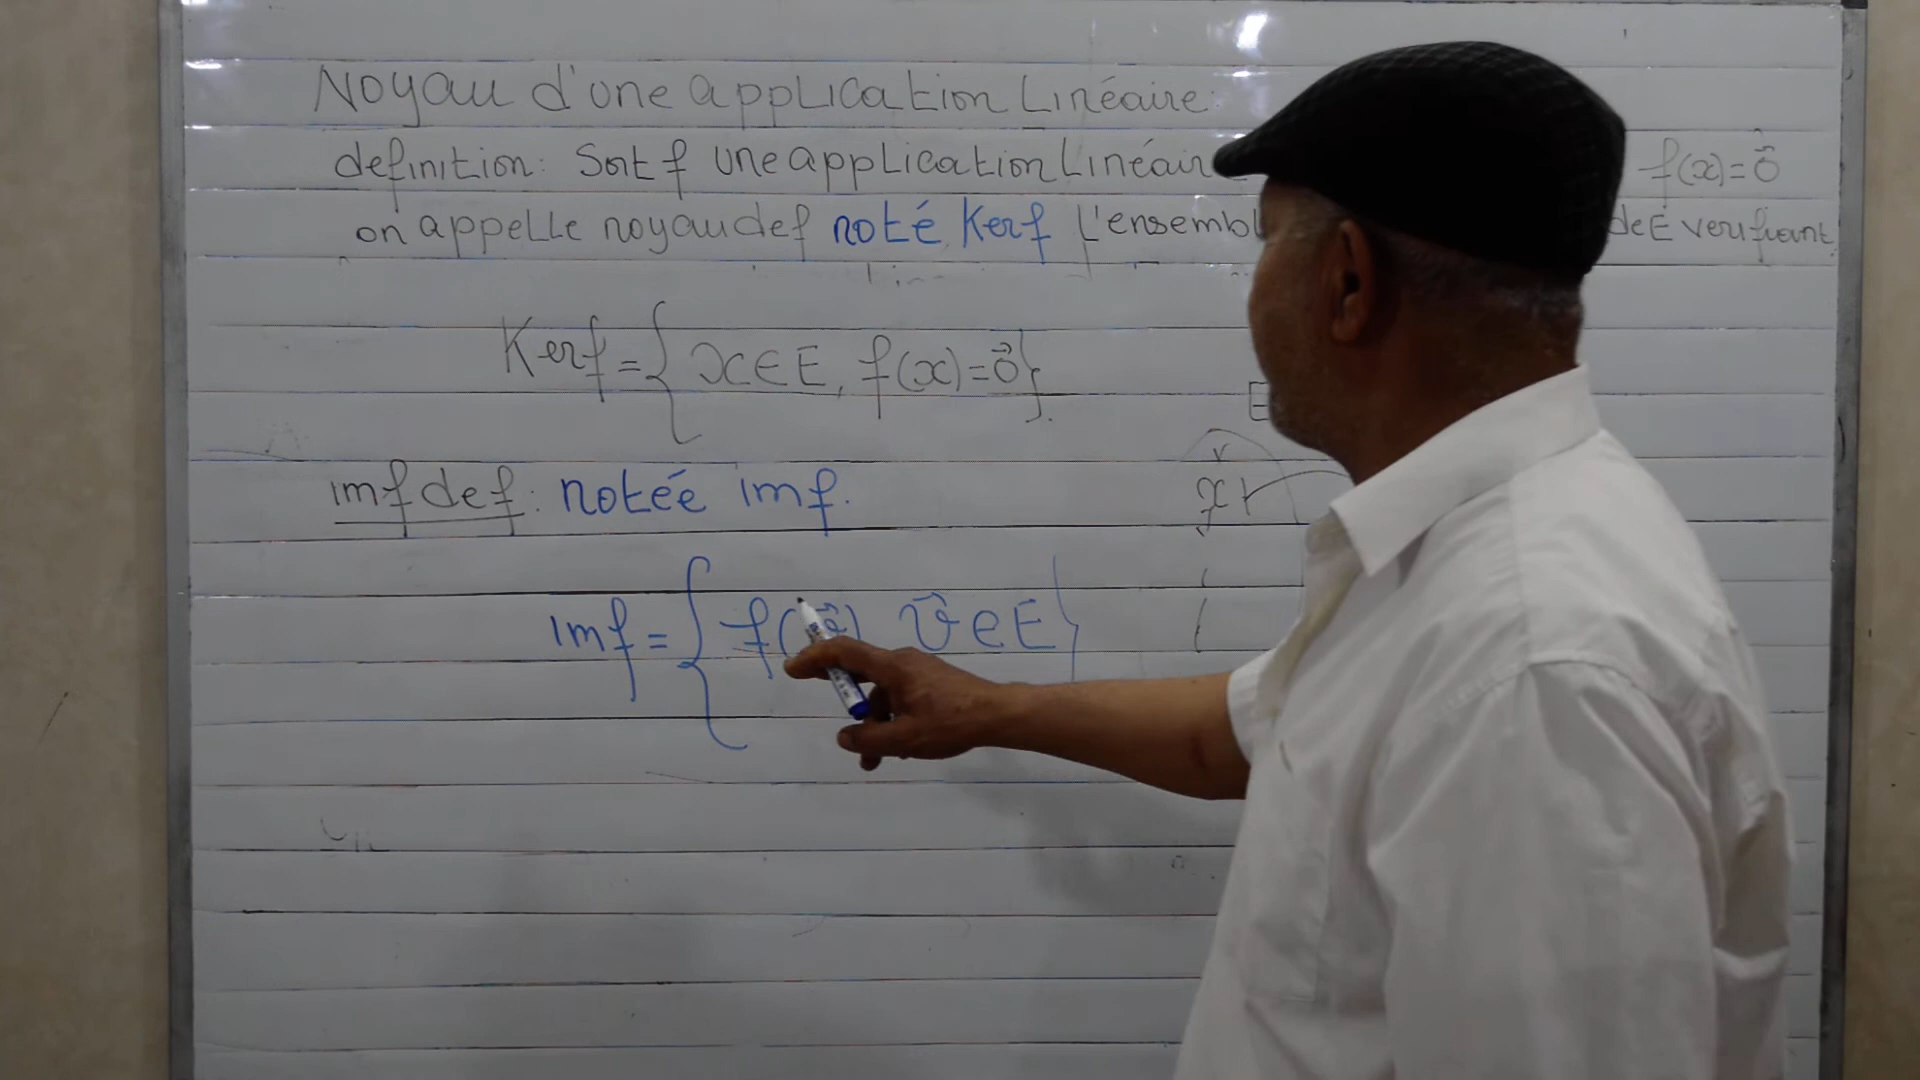 Noyau d'une application Linéaire:
definition: Soit f une application Linéair f(x)=0⃗
on appelle noyau de f noté Kerf l'ensembl de E verifiant
Kerf = { x ∈ E, f(x)=0⃗ }.
E
imf def: notée imf.
x
imf = { f(v⃗) v⃗ ∈ E }